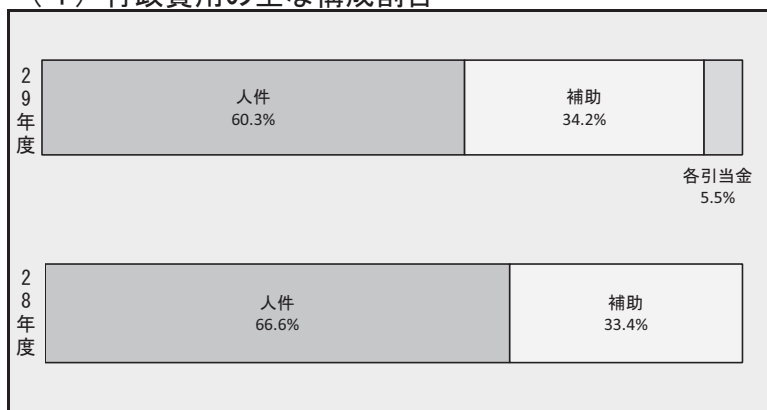 ２９年度
人件
60.3%
補助
34.2%
各引当金
5.5%
２８年度
人件
66.6%
補助
33.4%